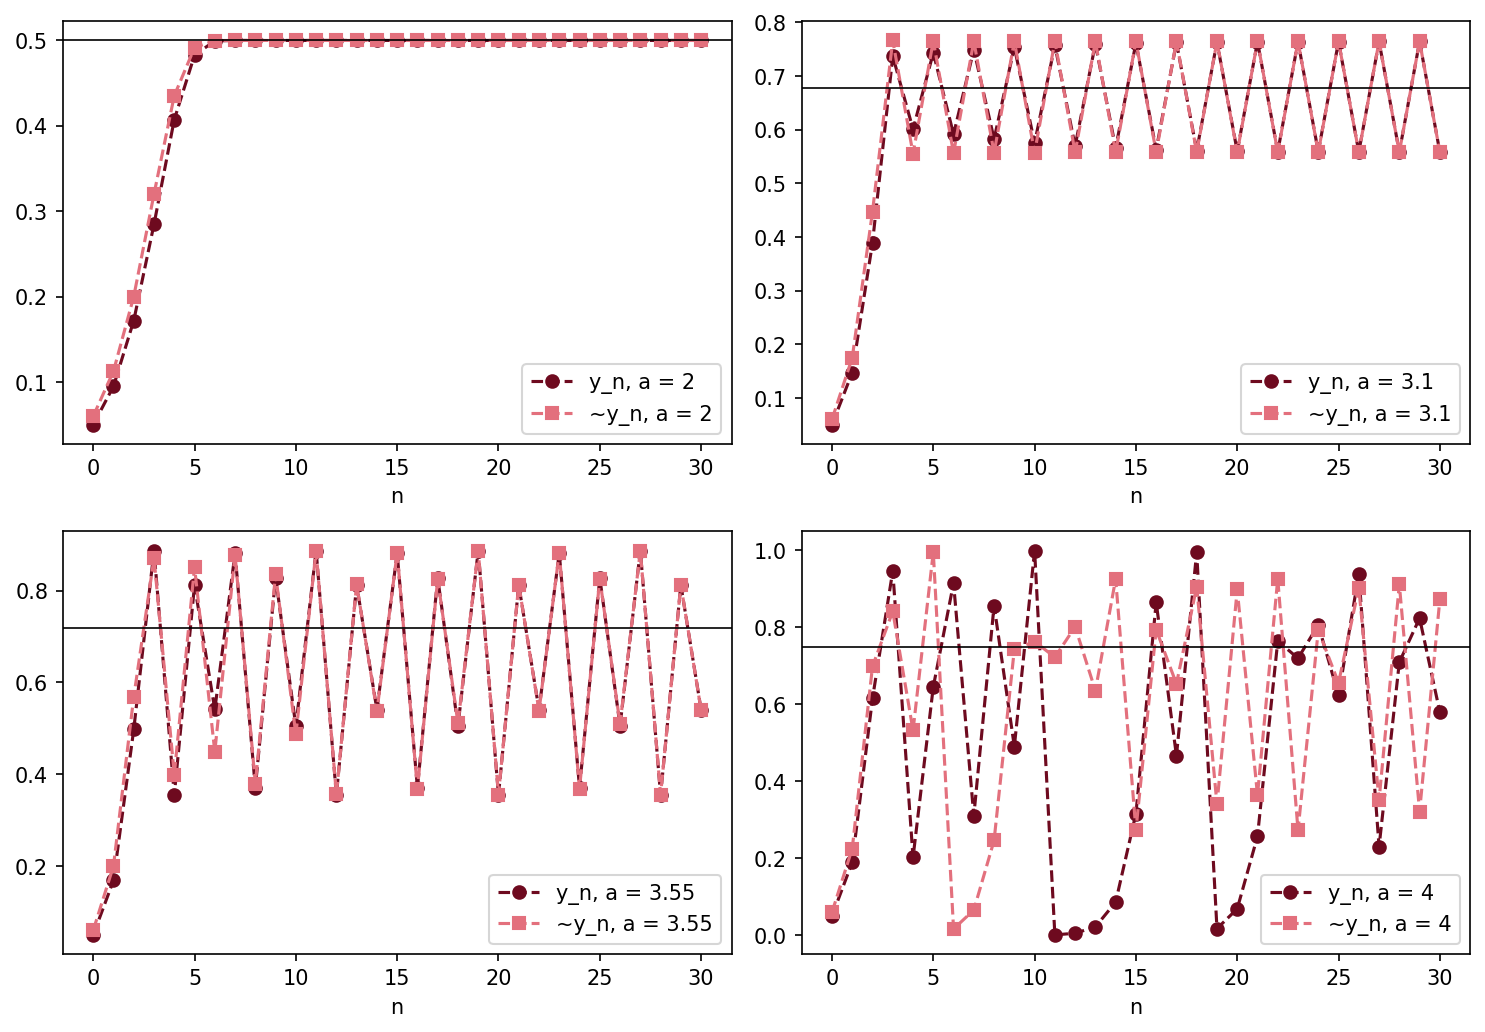 0.5
0.4
0.3
0.2
0.1
0 5 10 15 20 25 30
n
y_n, a = 2
~y_n, a = 2
0.8
0.7
0.6
0.5
0.4
0.3
0.2
0.1
0 5 10 15 20 25 30
n
y_n, a = 3.1
~y_n, a = 3.1
0.8
0.6
0.4
0.2
0 5 10 15 20 25 30
n
y_n, a = 3.55
~y_n, a = 3.55
1.0
0.8
0.6
0.4
0.2
0.0
0 5 10 15 20 25 30
n
y_n, a = 4
~y_n, a = 4